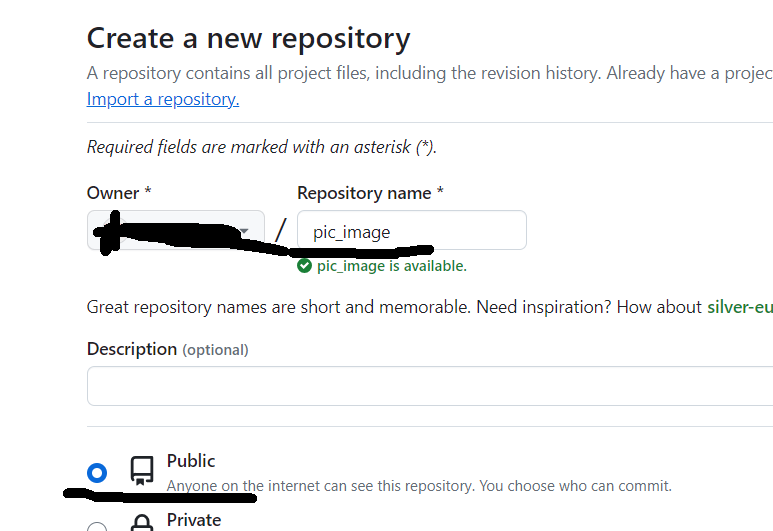 Create a new repository
A repository contains all project files, including the revision history. Already have a projec
Import a repository.
Required fields are marked with an asterisk (*).
Owner * Repository name *
/ pic_image
pic_image is available.
Great repository names are short and memorable. Need inspiration? How about silver-eu
Description (optional)
Public
Anyone on the internet can see this repository. You choose who can commit.
Private